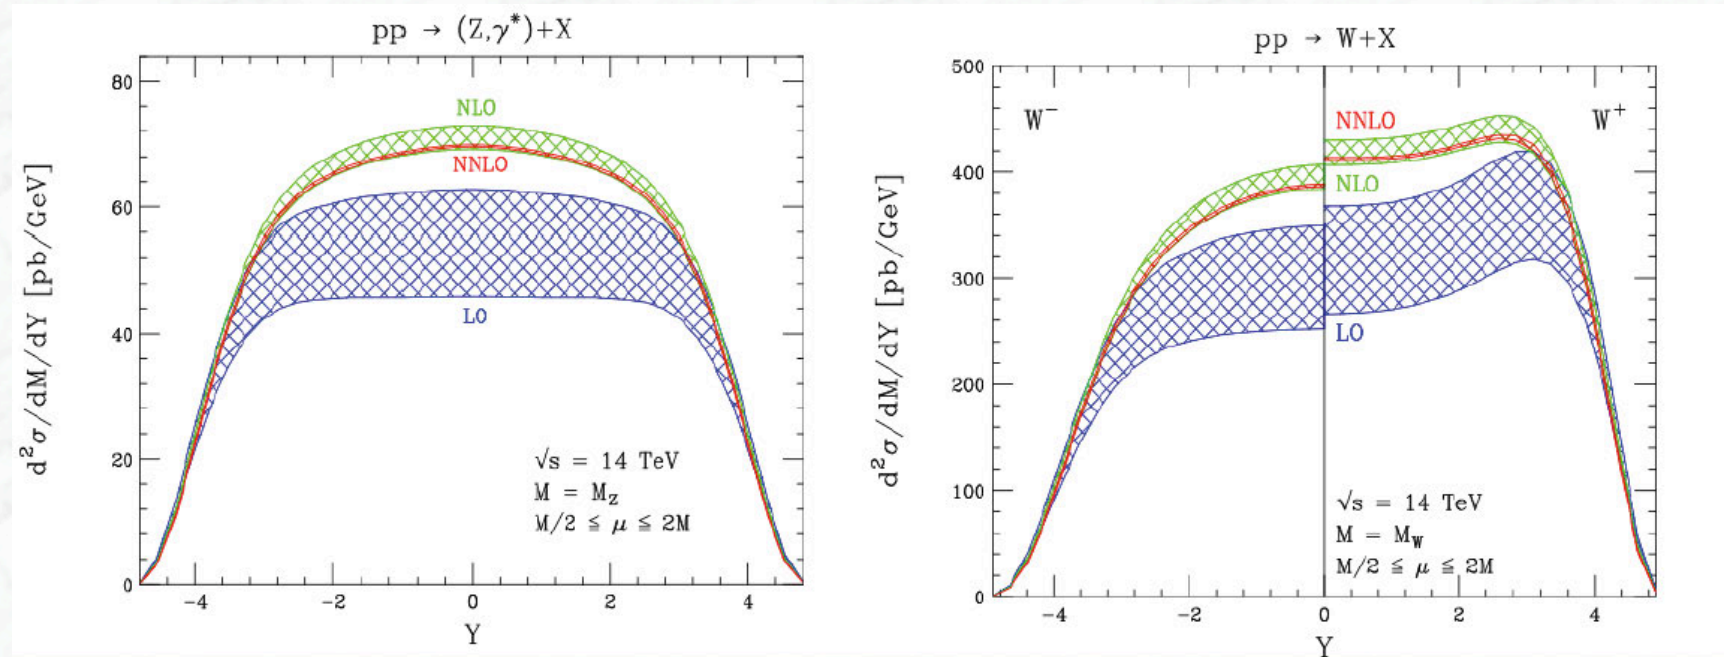 pp → (Z,γ*)+X
d²σ/dM/dY [pb/GeV]
80
60
40
20
0
NLO
NNLO
LO
√s = 14 TeV
M = M_Z
M/2 ≦ μ ≦ 2M
-4
-2
0
2
4
Y
pp → W+X
d²σ/dM/dY [pb/GeV]
500
400
300
200
100
0
W⁻
W⁺
NNLO
NLO
LO
√s = 14 TeV
M = M_W
M/2 ≦ μ ≦ 2M
-4
-2
0
2
4
Y